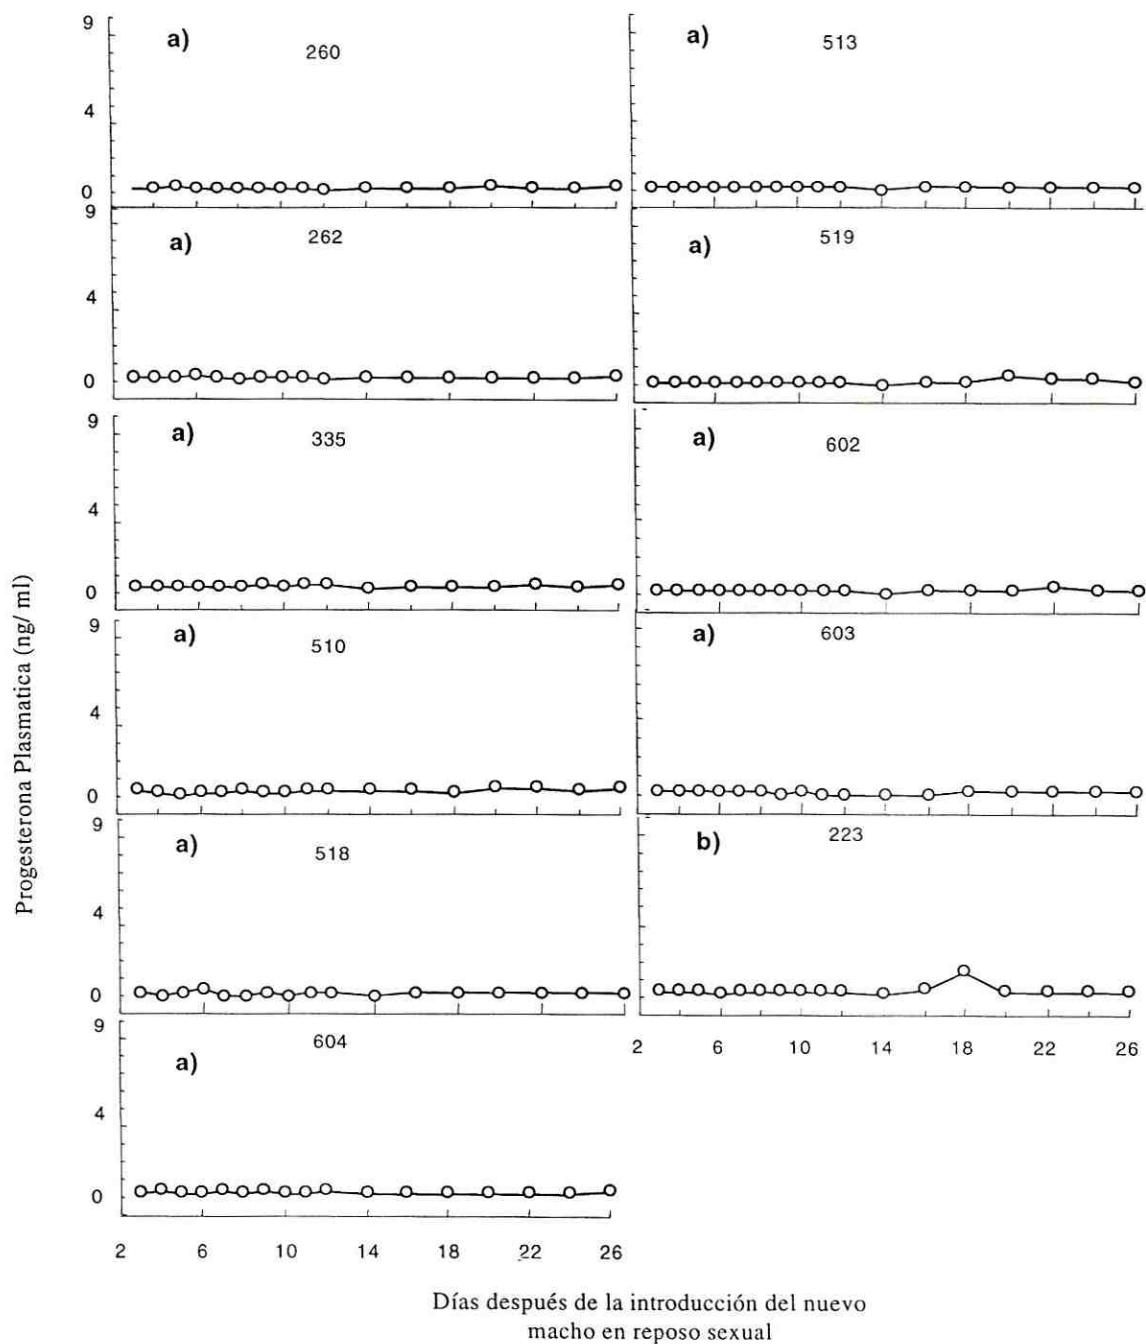 9
a)
260
4
0
a)
513
9
a)
262
4
0
a)
519
9
a)
335
4
0
a)
602
9
a)
510
4
0
a)
603
9
a)
518
4
0
b)
223
2 6 10 14 18 22 26
9
a)
604
4
0
2 6 10 14 18 22 26
Progesterona Plasmatica (ng/ ml)
Días después de la introducción del nuevo
macho en reposo sexual